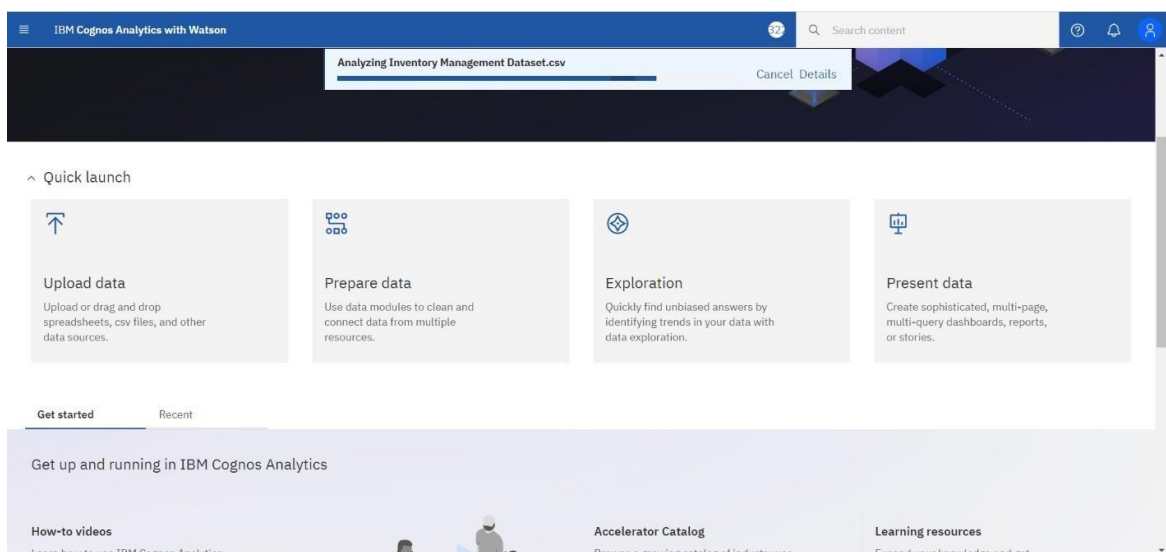 IBM Cognos Analytics with Watson
Search content
Analyzing Inventory Management Dataset.csv
Cancel Details
Quick launch
Upload data
Upload or drag and drop
spreadsheets, csv files, and other
data sources.
Prepare data
Use data modules to clean and
connect data from multiple
resources.
Exploration
Quickly find unbiased answers by
identifying trends in your data with
data exploration.
Present data
Create sophisticated, multi-page,
multi-query dashboards, reports,
or stories.
Get started
Recent
Get up and running in IBM Cognos Analytics
How-to videos
Accelerator Catalog
Learning resources